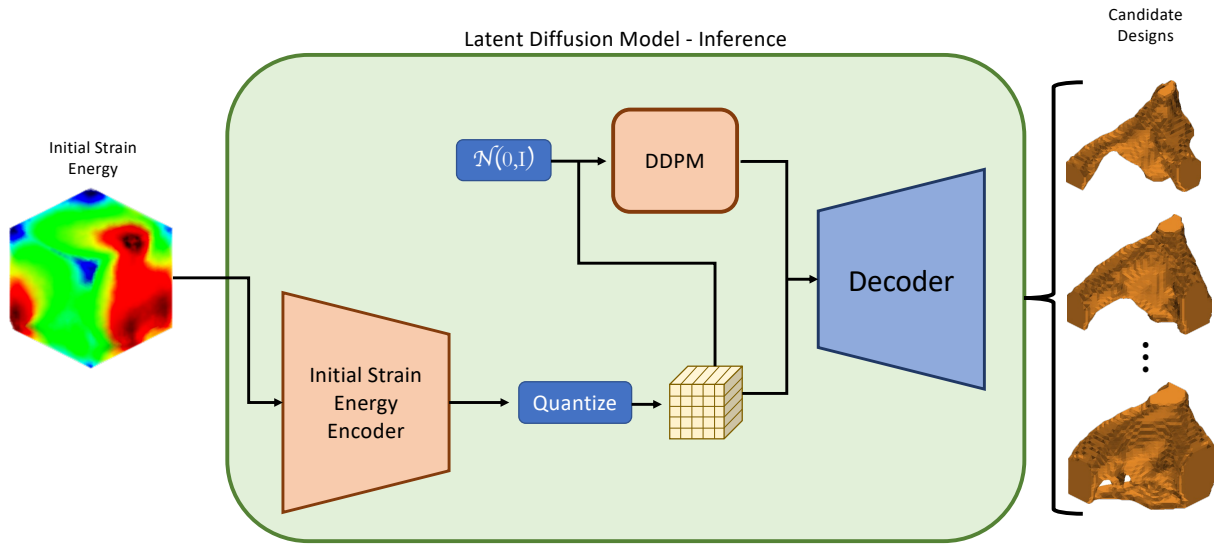 Latent Diffusion Model - Inference
Candidate
Designs
Initial Strain
Energy
𝒩(0,I)
DDPM
Decoder
Initial Strain
Energy
Encoder
Quantize